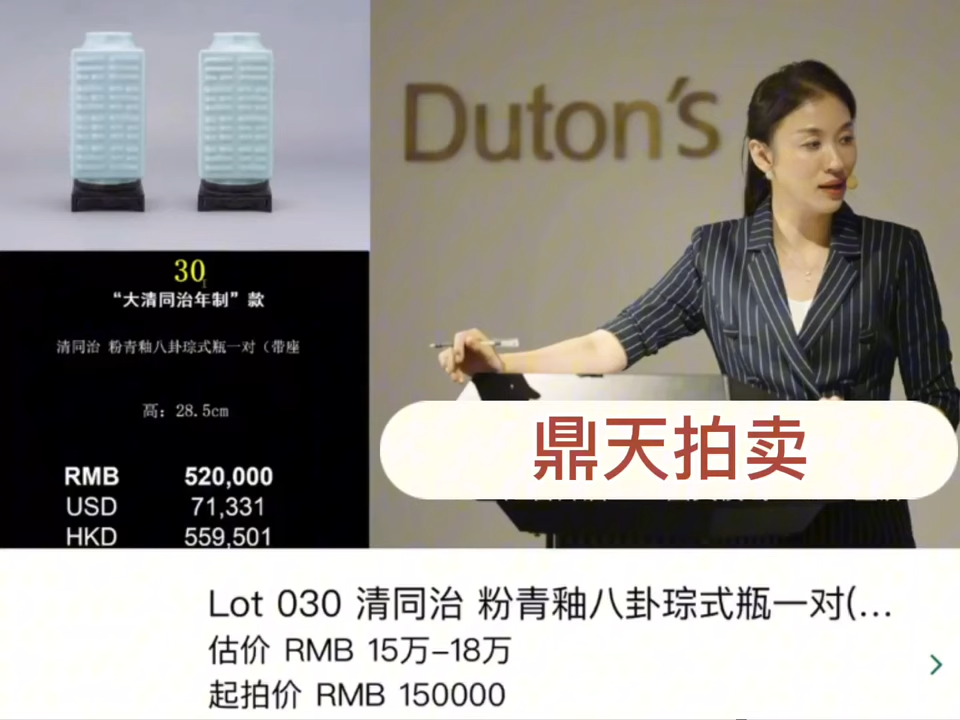 Duton's
30
“大清同治年制”款
清同治 粉青釉八卦琮式瓶一对（带座
高：28.5cm
RMB 520,000
USD 71,331
HKD 559,501
鼎天拍卖
Lot 030 清同治 粉青釉八卦琮式瓶一对(...
估价 RMB 15万-18万
起拍价 RMB 150000